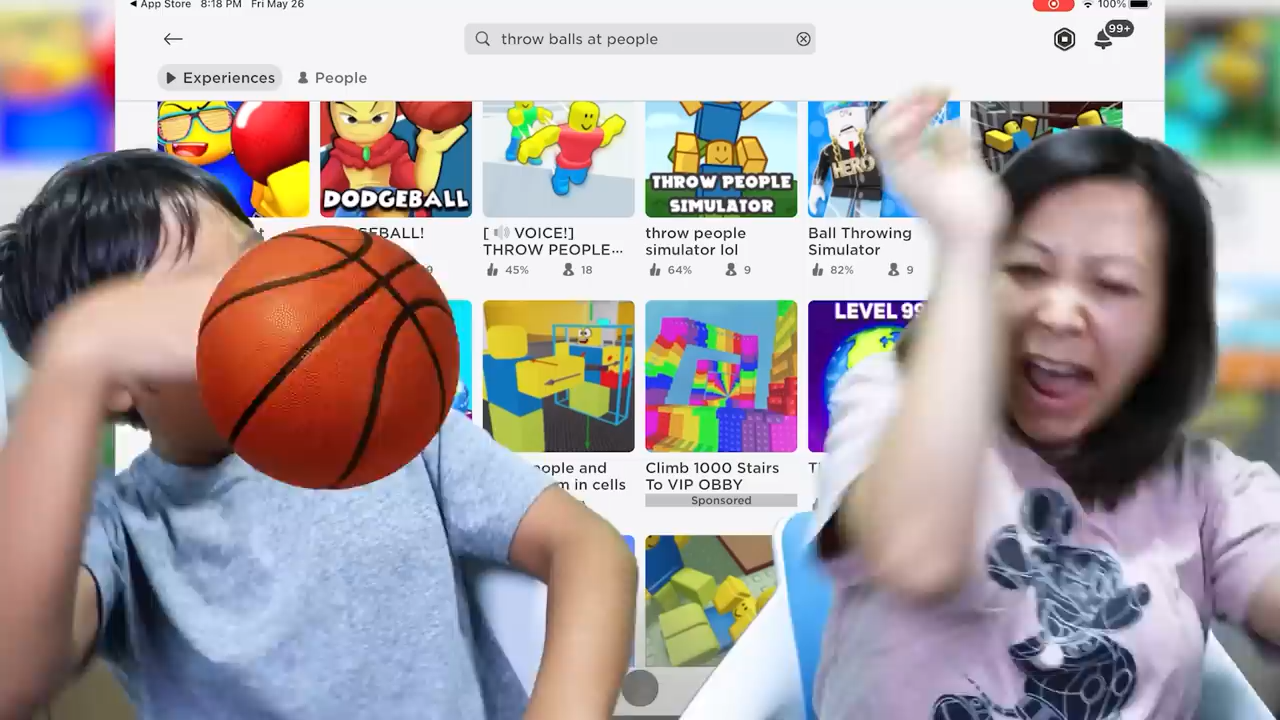 App Store 8:18 PM Fri May 26
100%
throw balls at people
99+
Experiences People
DODGEBALL
THROW PEOPLE
SIMULATOR
HERO
[ VOICE!]
THROW PEOPLE...
throw people
simulator lol
Ball Throwing
Simulator
45% 18
64% 9
82% 9
LEVEL 99
Climb 1000 Stairs
To VIP OBBY
Sponsored
and
in cells